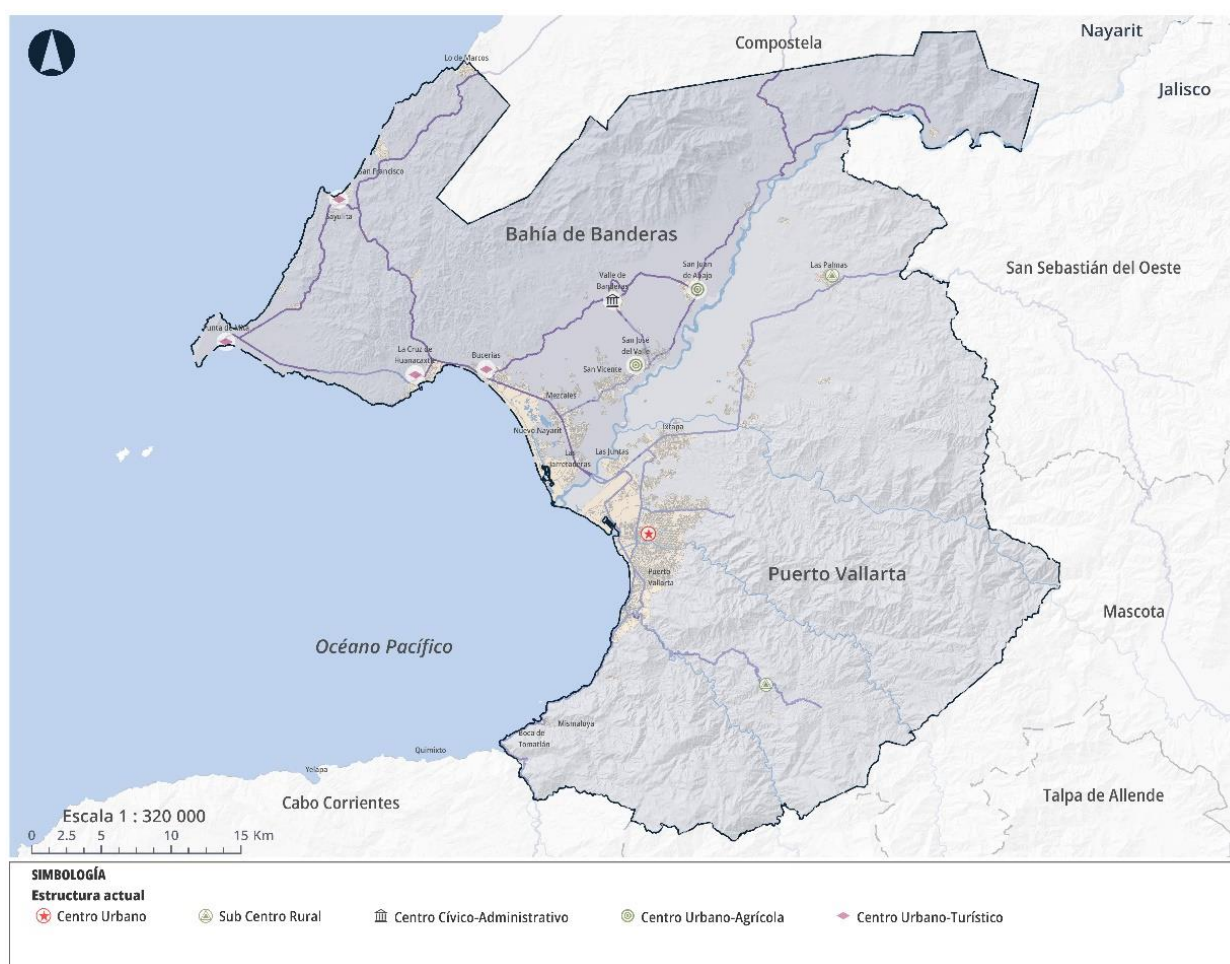 Nayarit
Compostela
Lo de Marcos
Jalisco
San Francisco
Sayulita
Bahía de Banderas
San Juan
de Abajo
Las Palmas
San Sebastián del Oeste
Valle de
Banderas
Punta de Mita
La Cruz de
Huanacaxtle
Bucerías
San José
del Valle
San Vicente
Mezcales
Nuevo Nayarit
Ixtapa
Las Juntas
Las
Jarretaderas
Puerto
Vallarta
Puerto Vallarta
Mascota
Océano Pacífico
Mismaloya
Boca de
Tomatlán
Quimixto
Yelapa
Cabo Corrientes
Talpa de Allende
Escala 1 : 320 000
0 2.5 5 10 15 Km
SIMBOLOGÍA
Estructura actual
Centro Urbano
Sub Centro Rural
Centro Cívico-Administrativo
Centro Urbano-Agrícola
Centro Urbano-Turístico